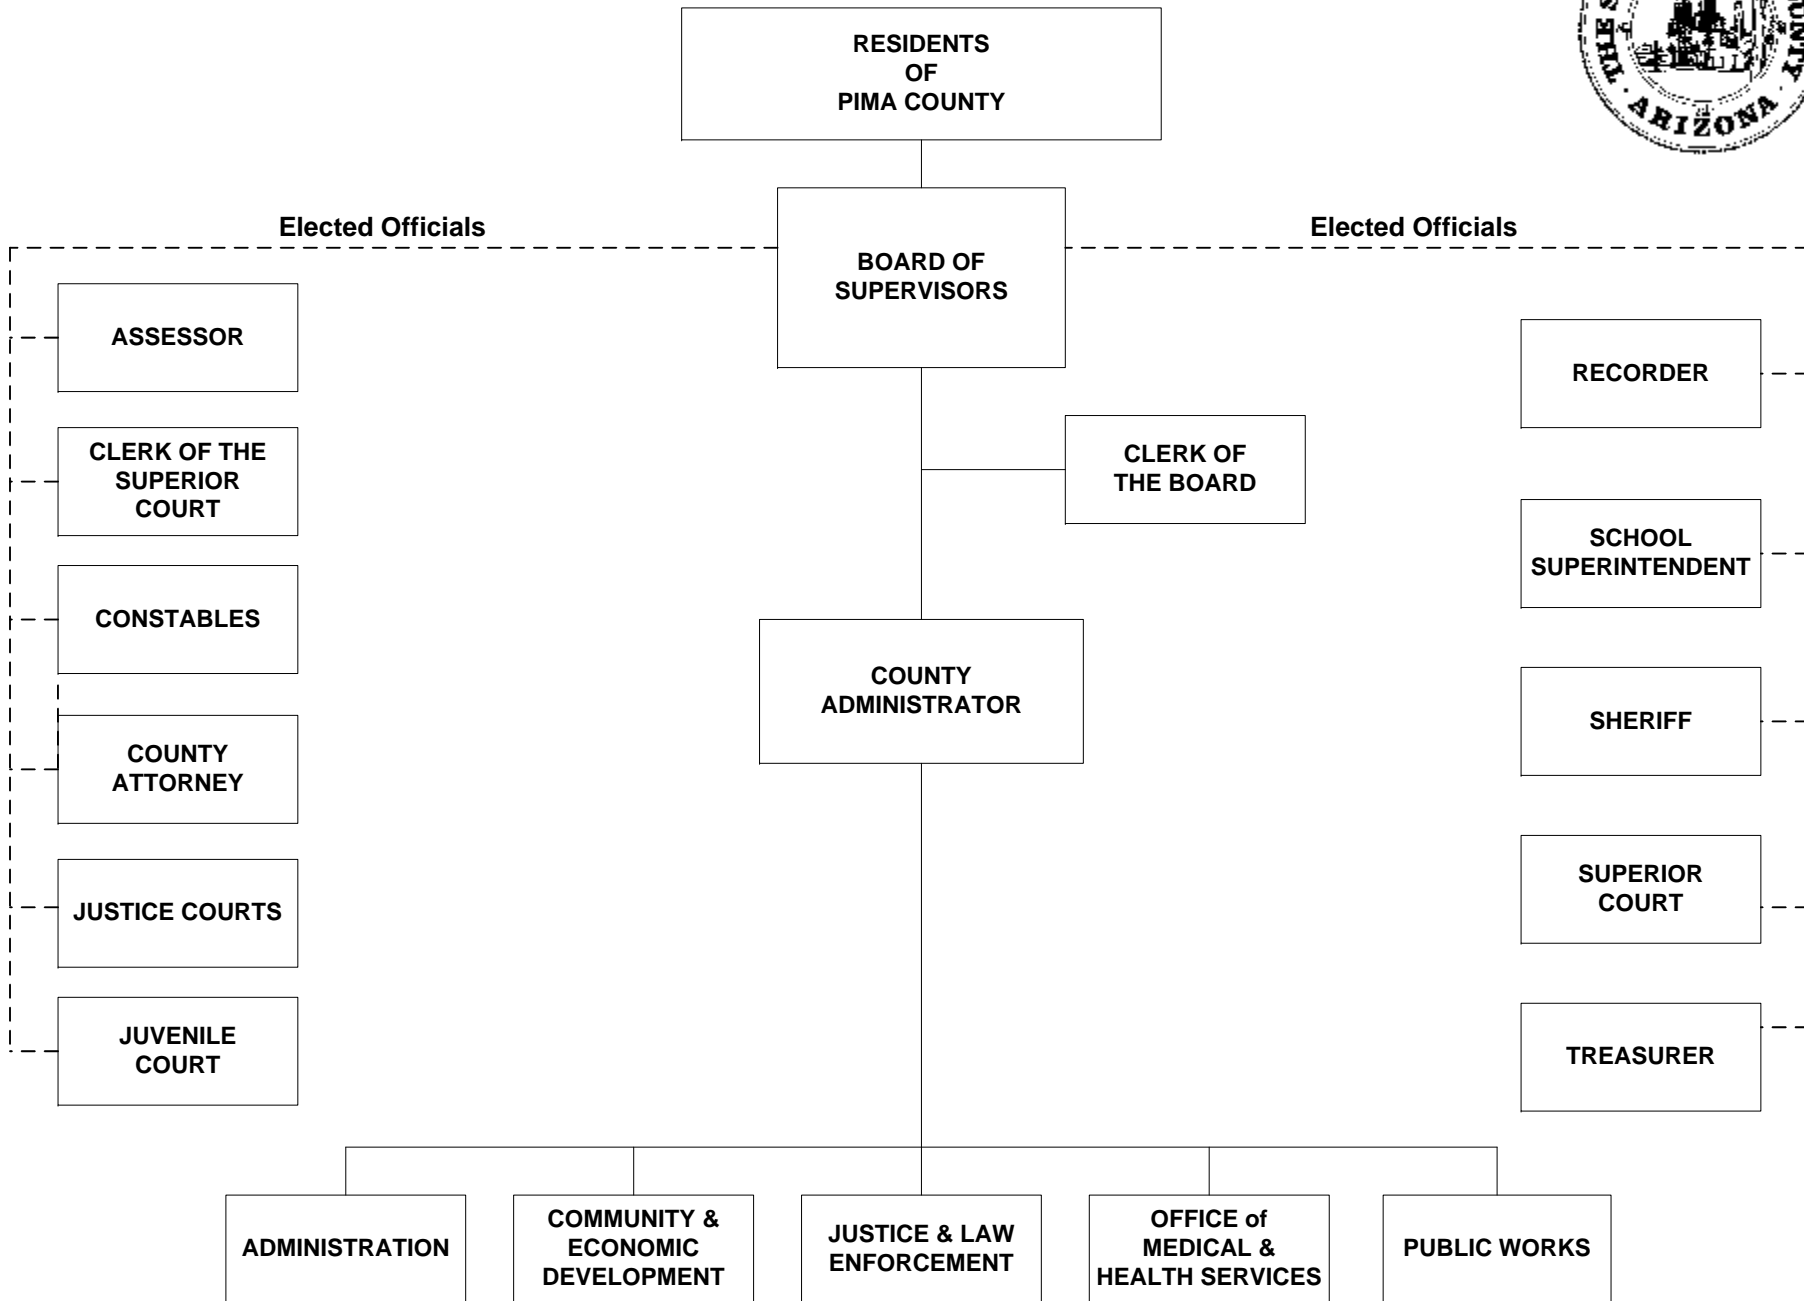 RESIDENTS
OF
PIMA COUNTY
THE S
UNTY
· ARIZONA ·
Elected Officials
Elected Officials
BOARD OF
SUPERVISORS
ASSESSOR
CLERK OF THE
SUPERIOR
COURT
CONSTABLES
COUNTY
ATTORNEY
JUSTICE COURTS
JUVENILE
COURT
CLERK OF
THE BOARD
COUNTY
ADMINISTRATOR
RECORDER
SCHOOL
SUPERINTENDENT
SHERIFF
SUPERIOR
COURT
TREASURER
ADMINISTRATION
COMMUNITY &
ECONOMIC
DEVELOPMENT
JUSTICE & LAW
ENFORCEMENT
OFFICE of
MEDICAL &
HEALTH SERVICES
PUBLIC WORKS